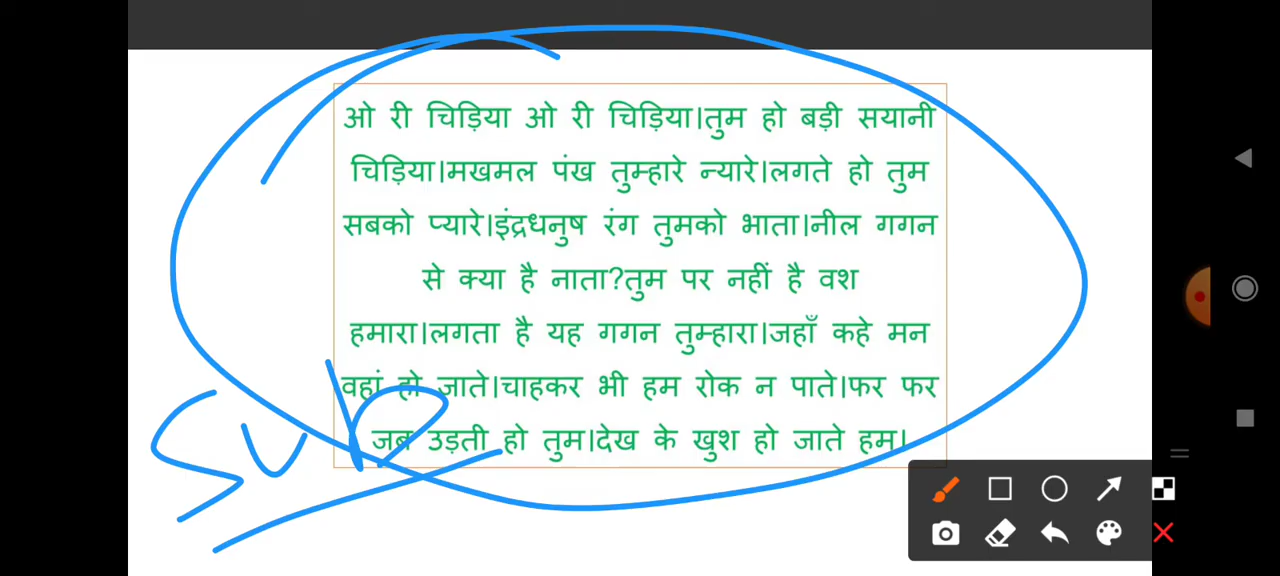 ओ री चिड़िया ओ री चिड़िया।तुम हो बड़ी सयानी
चिड़िया।मखमल पंख तुम्हारे न्यारे।लगते हो तुम
सबको प्यारे।इंद्रधनुष रंग तुमको भाता।नील गगन
से क्या है नाता?तुम पर नहीं है वश
हमारा।लगता है यह गगन तुम्हारा।जहाँ कहे मन
वहां हो जाते।चाहकर भी हम रोक न पाते।फर फर
जब उड़ती हो तुम।देख के खुश हो जाते हम।
SUP